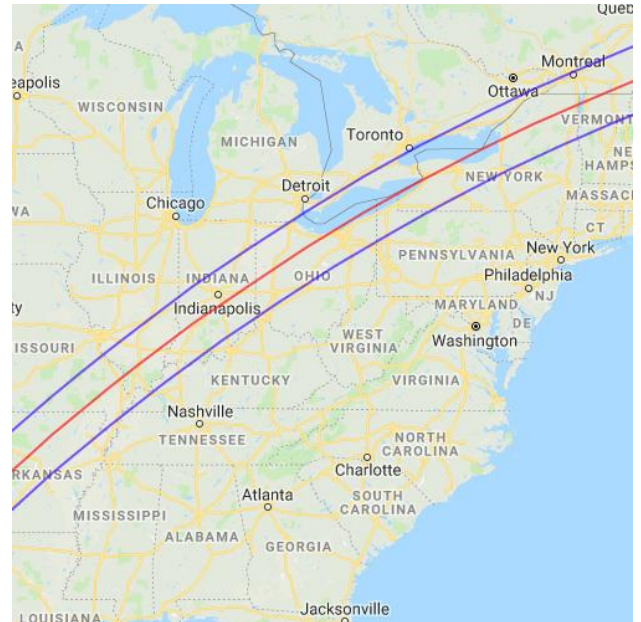 Queb
Montreal
A
eapolis
Ottawa
WISCONSIN
VERMONT
Toronto
MICHIGAN
NE
HAMPS
Detroit
NEW YORK
WA
Chicago
MASSACH
CT
PENNSYLVANIA
New York
ILLINOIS
INDIANA
OHIO
Philadelphia
ty
Indianapolis
MARYLAND
NJ
DE
ISSOURI
WEST
VIRGINIA
Washington
KENTUCKY
VIRGINIA
Nashville
TENNESSEE
NORTH
CAROLINA
RKANSAS
Charlotte
Atlanta
SOUTH
CAROLINA
MISSISSIPPI
ALABAMA
GEORGIA
Jacksonville
LOUISIANA